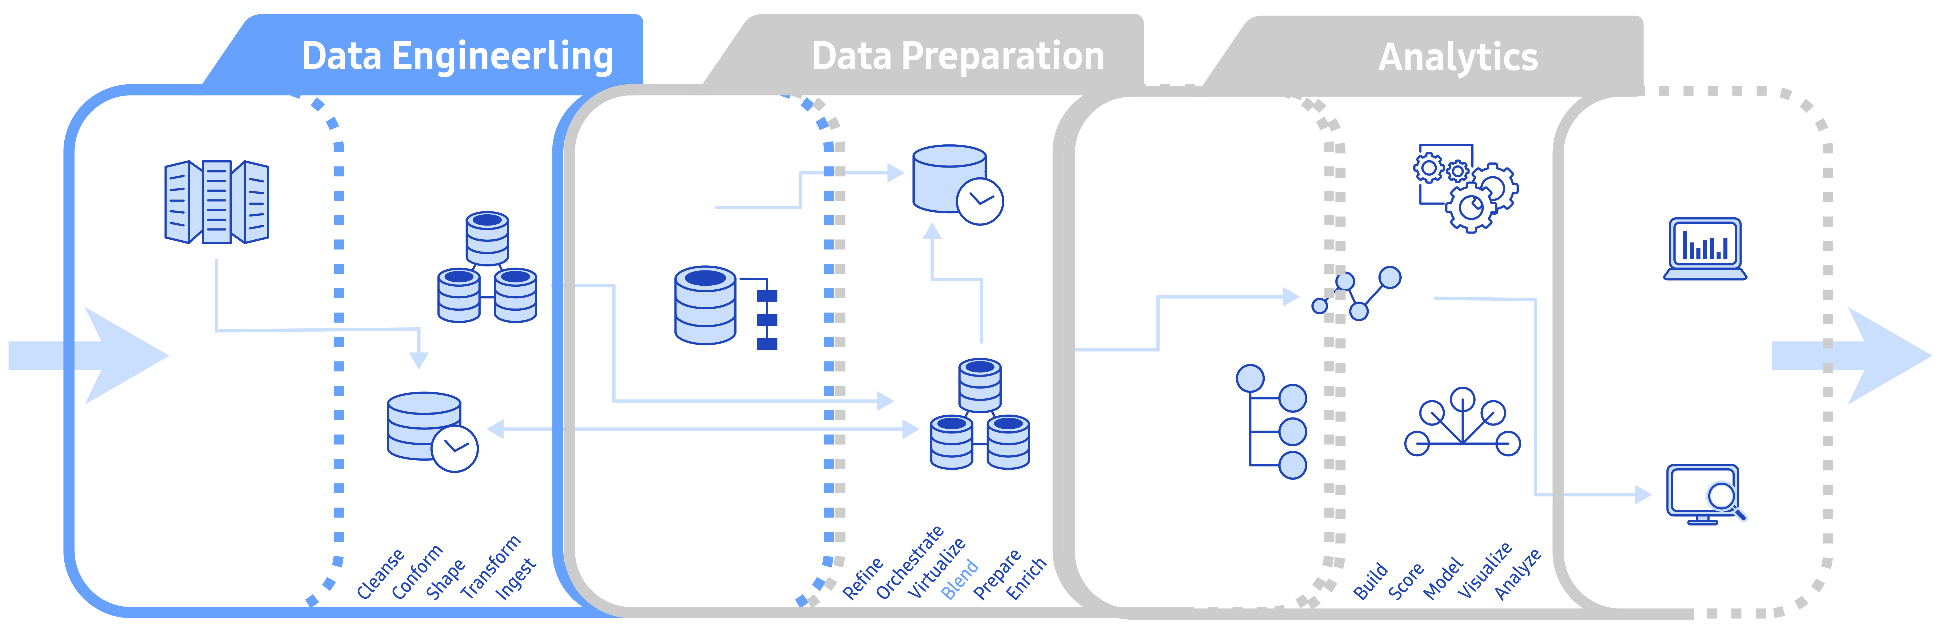 Data Engineerling
Data Preparation
Analytics
Cleanse
Conform
Shape
Transform
Ingest
Refine
Orchestrate
Virtualize
Blend
Prepare
Enrich
Build
Score
Model
Visualize
Analyze